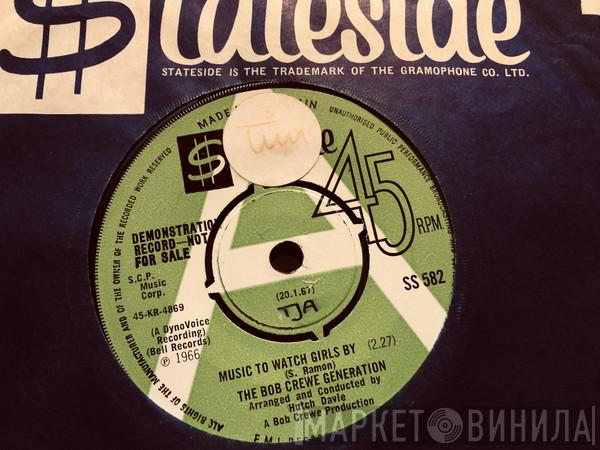 $tateside
STATESIDE IS THE TRADEMARK OF THE GRAMOPHONE CO. LTD.
MADE
UNAUTHORISED PUBLIC PERFORMANCE
ALL RIGHTS OF THE MANUFACTURER AND OF THE OWNER OF THE RECORDED WORK RESERVED
45
R.P.M.
DEMONSTRATION
RECORD—NOT
FOR SALE
S.C.P.
Music
Corp.
SS 582
45-KR-4869
(20.1.67)
TJA
(A DynoVoice
Recording)
(Bell Records)
℗ 1966
MUSIC TO WATCH GIRLS BY (2.27)
(S. Ramon)
THE BOB CREWE GENERATION
Arranged and Conducted by
Hutch Davie
A Bob Crewe Production
МАРКЕТ ВИНИЛА